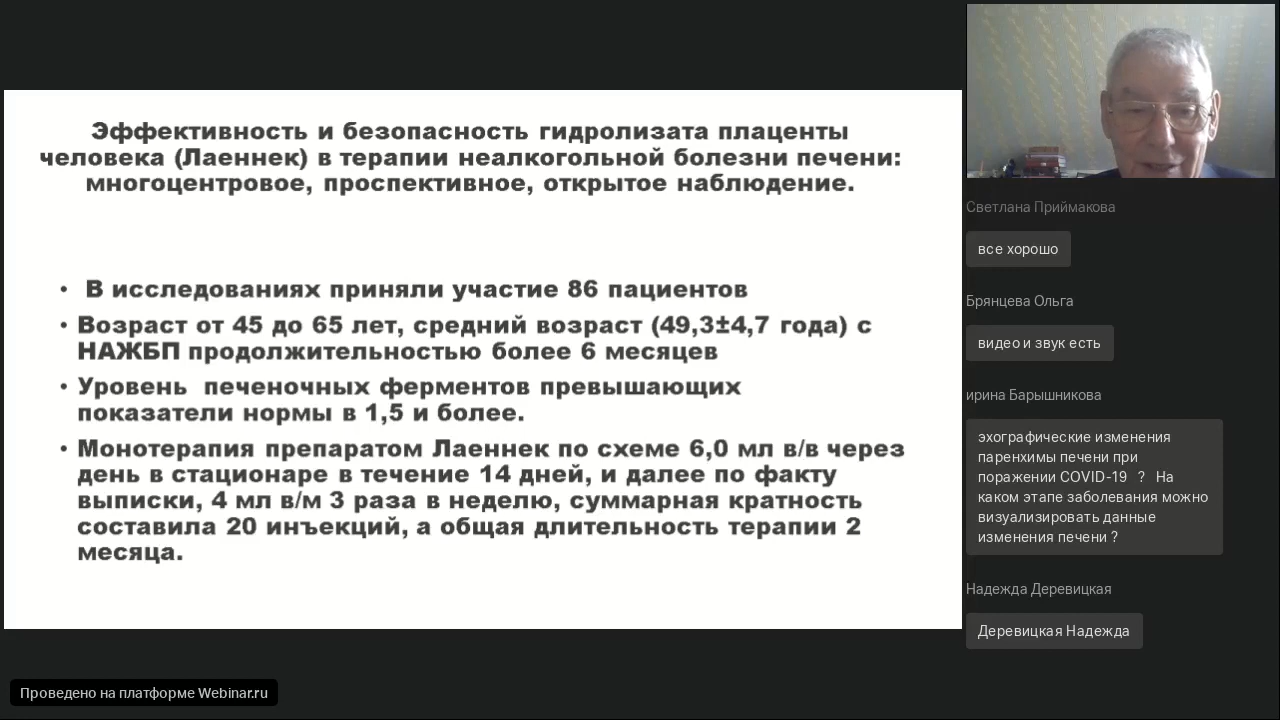 Эффективность и безопасность гидролизата плаценты
человека (Лаеннек) в терапии неалкогольной болезни печени:
многоцентровое, проспективное, открытое наблюдение.
• В исследованиях приняли участие 86 пациентов
• Возраст от 45 до 65 лет, средний возраст (49,3±4,7 года) с
НАЖБП продолжительностью более 6 месяцев
• Уровень печеночных ферментов превышающих
показатели нормы в 1,5 и более.
• Монотерапия препаратом Лаеннек по схеме 6,0 мл в/в через
день в стационаре в течение 14 дней, и далее по факту
выписки, 4 мл в/м 3 раза в неделю, суммарная кратность
составила 20 инъекций, а общая длительность терапии 2
месяца.
Светлана Приймакова
все хорошо
Брянцева Ольга
видео и звук есть
ирина Барышникова
эхографические изменения
паренхимы печени при
поражении COVID-19 ? На
каком этапе заболевания можно
визуализировать данные
изменения печени ?
Надежда Деревицкая
Деревицкая Надежда
Проведено на платформе Webinar.ru